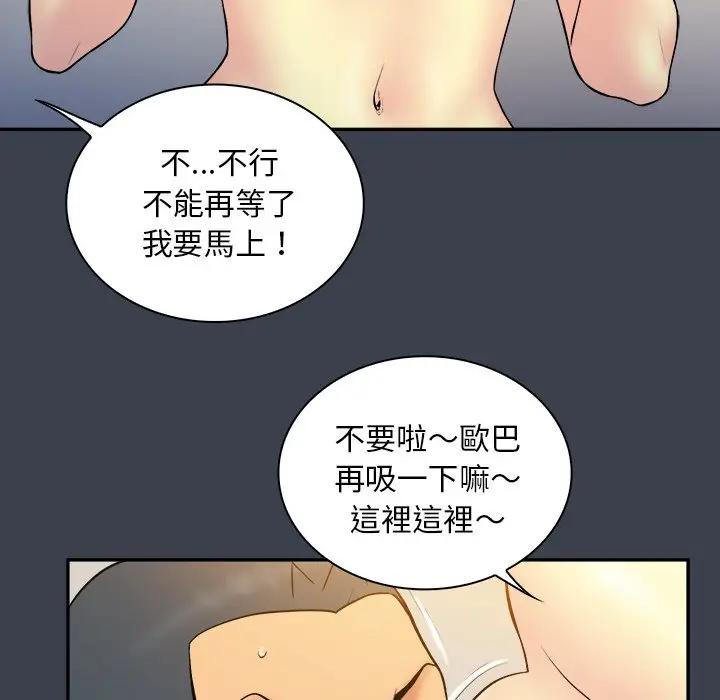 不...不行
不能再等了
我要馬上！
不要啦～歐巴
再吸一下嘛～
這裡這裡～